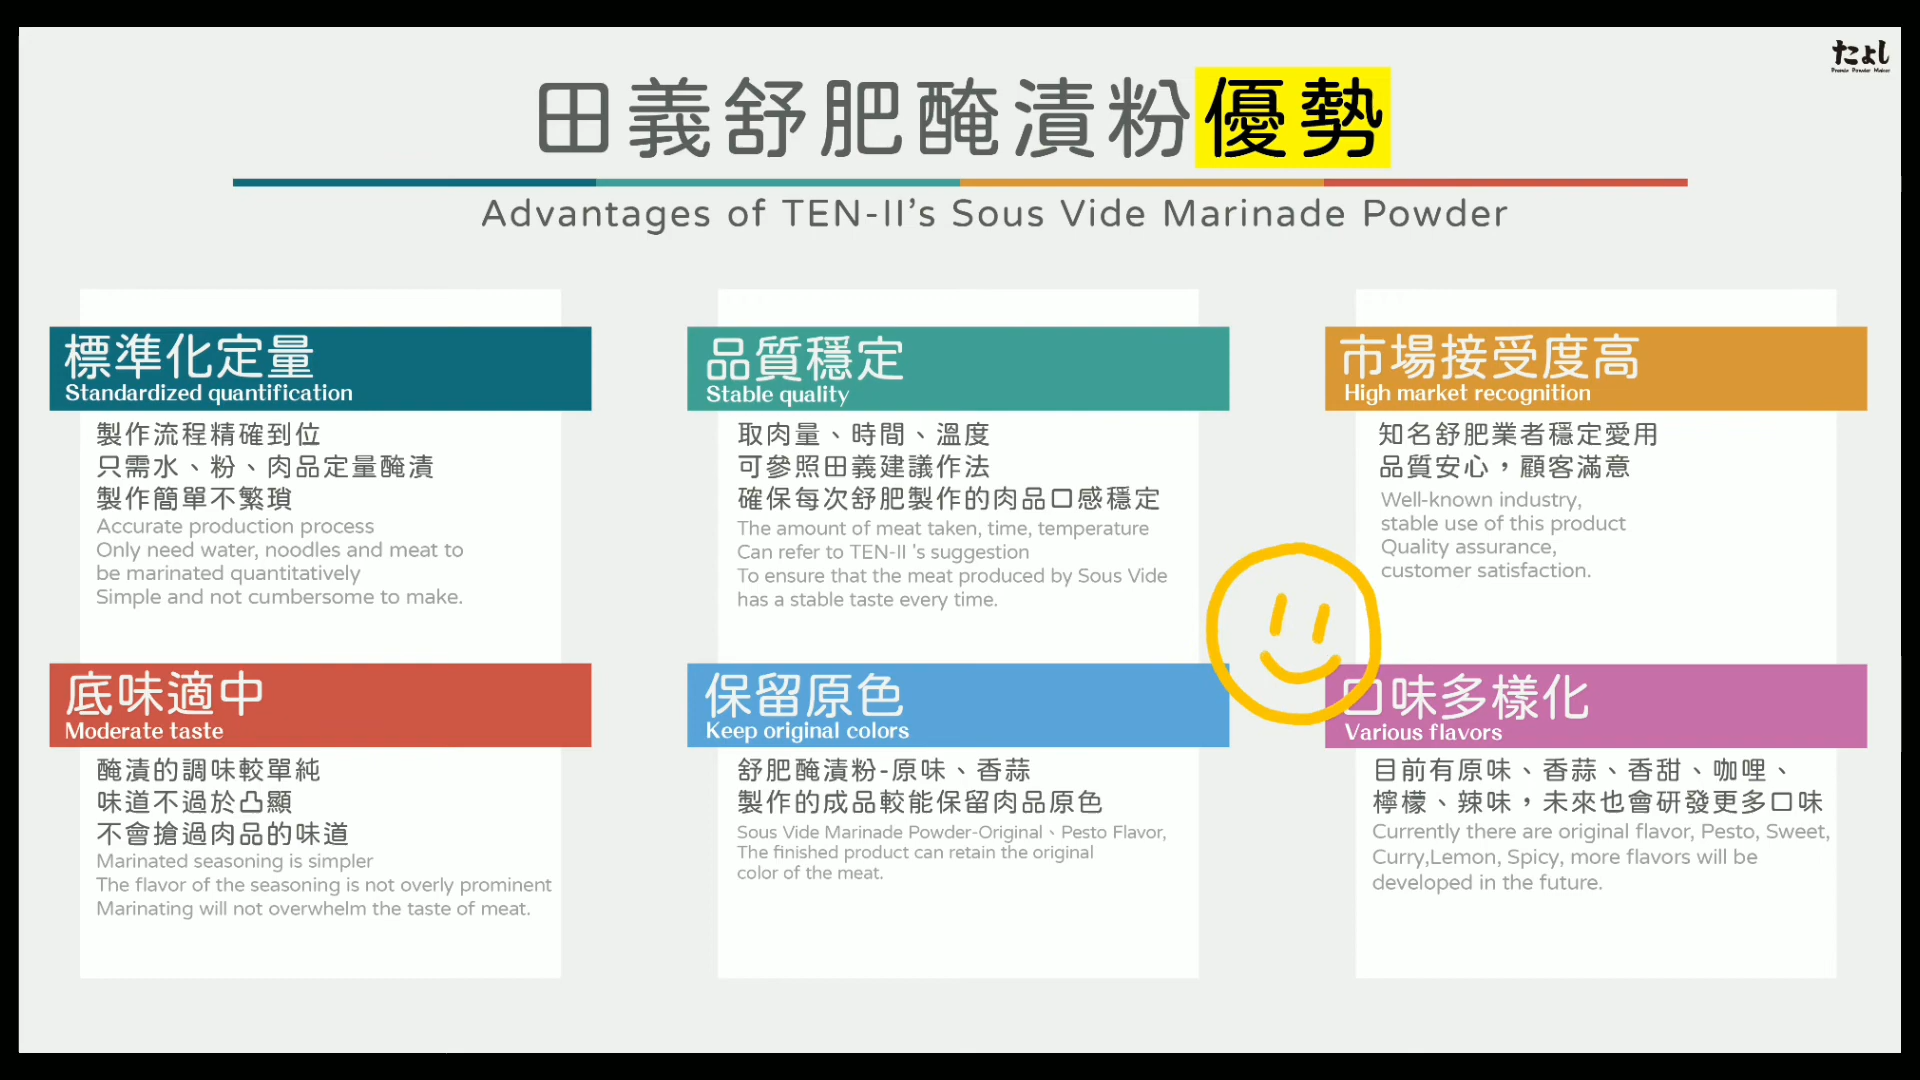 たよし
Premix Powder Maker
田義舒肥醃漬粉優勢
Advantages of TEN-II’s Sous Vide Marinade Powder
標準化定量
Standardized quantification
製作流程精確到位
只需水、粉、肉品定量醃漬
製作簡單不繁瑣
Accurate production process
Only need water, noodles and meat to
be marinated quantitatively
Simple and not cumbersome to make.
品質穩定
Stable quality
取肉量、時間、溫度
可參照田義建議作法
確保每次舒肥製作的肉品口感穩定
The amount of meat taken, time, temperature
Can refer to TEN-II 's suggestion
To ensure that the meat produced by Sous Vide
has a stable taste every time.
市場接受度高
High market recognition
知名舒肥業者穩定愛用
品質安心，顧客滿意
Well-known industry,
stable use of this product
Quality assurance,
customer satisfaction.
底味適中
Moderate taste
醃漬的調味較單純
味道不過於凸顯
不會搶過肉品的味道
Marinated seasoning is simpler
The flavor of the seasoning is not overly prominent
Marinating will not overwhelm the taste of meat.
保留原色
Keep original colors
舒肥醃漬粉-原味、香蒜
製作的成品較能保留肉品原色
Sous Vide Marinade Powder-Original、Pesto Flavor,
The finished product can retain the original
color of the meat.
口味多樣化
Various flavors
目前有原味、香蒜、香甜、咖哩、
檸檬、辣味，未來也會研發更多口味
Currently there are original flavor, Pesto, Sweet,
Curry,Lemon, Spicy, more flavors will be
developed in the future.